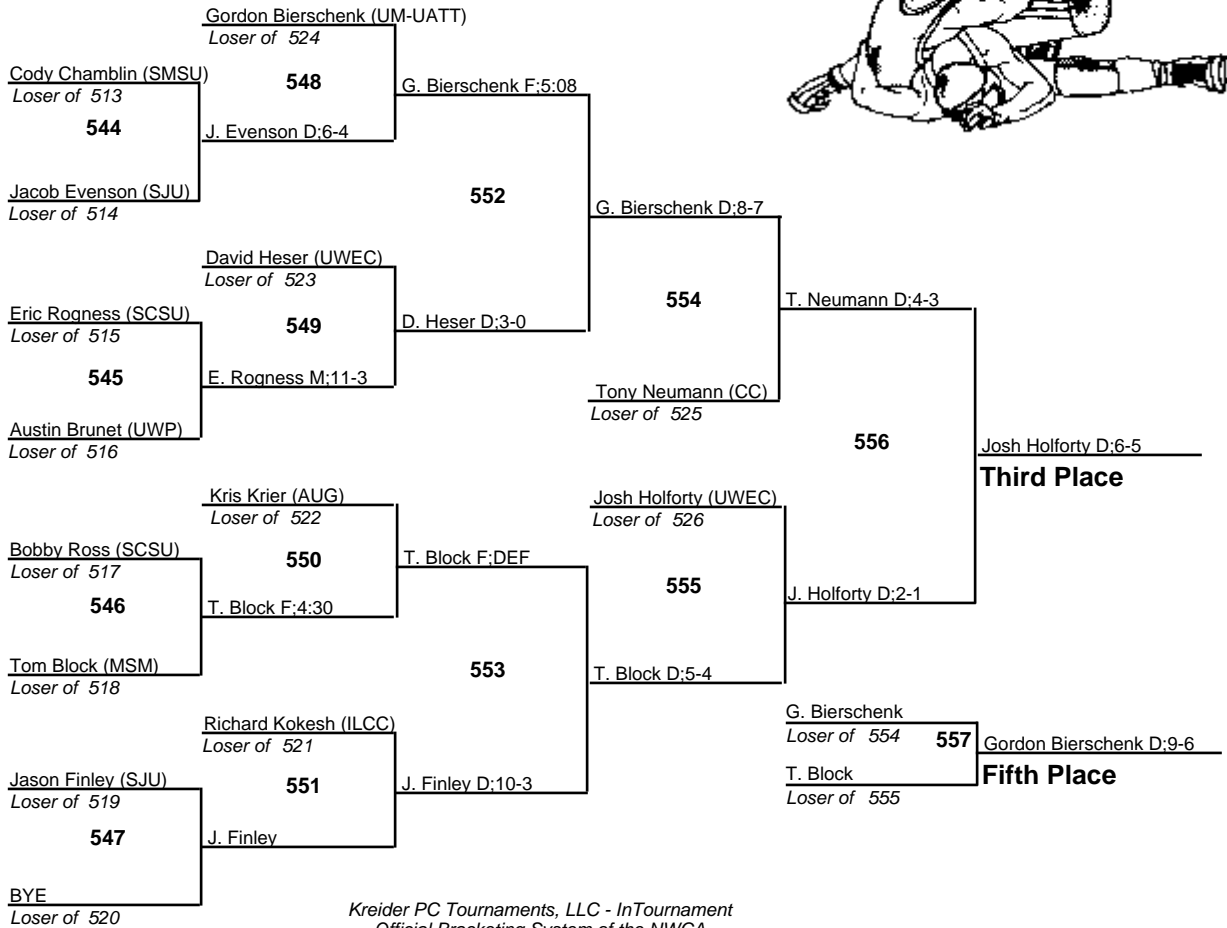 Gordon Bierschenk (UM-UATT)
Loser of 524
Cody Chamblin (SMSU)
Loser of 513
548
G. Bierschenk F;5:08
544
J. Evenson D;6-4
Jacob Evenson (SJU)
Loser of 514
552
G. Bierschenk D;8-7
David Heser (UWEC)
Loser of 523
Eric Rogness (SCSU)
Loser of 515
549
D. Heser D;3-0
554
T. Neumann D;4-3
545
E. Rogness M;11-3
Tony Neumann (CC)
Loser of 525
Austin Brunet (UWP)
Loser of 516
556
Josh Holforty D;6-5
Third Place
Kris Krier (AUG)
Loser of 522
Josh Holforty (UWEC)
Loser of 526
Bobby Ross (SCSU)
Loser of 517
550
T. Block F;DEF
555
546
T. Block F;4:30
J. Holforty D;2-1
Tom Block (MSM)
Loser of 518
553
T. Block D;5-4
Richard Kokesh (ILCC)
Loser of 521
G. Bierschenk
Loser of 554
557
Gordon Bierschenk D;9-6
Fifth Place
Jason Finley (SJU)
Loser of 519
551
J. Finley D;10-3
T. Block
Loser of 555
547
J. Finley
BYE
Loser of 520
Kreider PC Tournaments, LLC - InTournament
Official Bracketing System of the NWCA